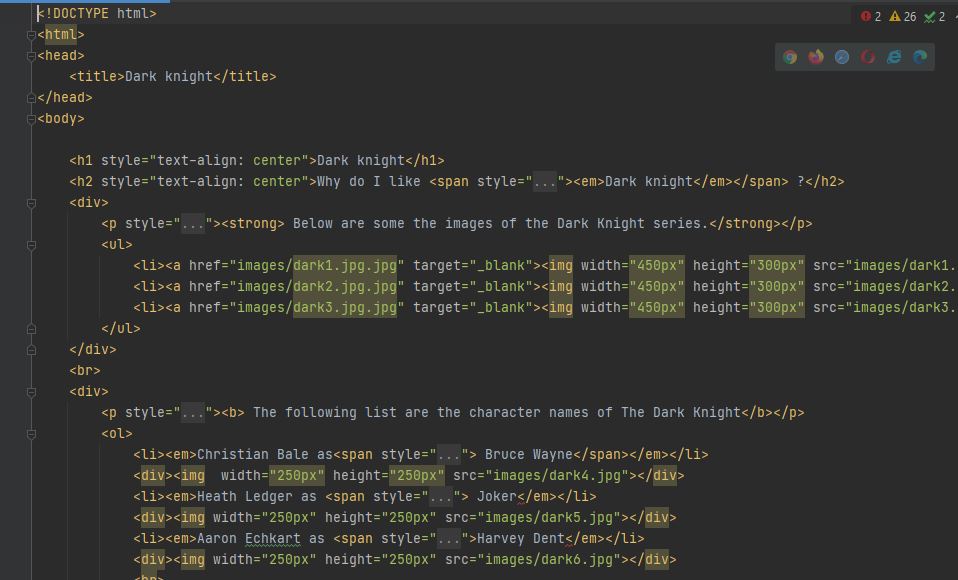 <!DOCTYPE html>
2 26 2
<html>
<head>
<title>Dark knight</title>
</head>
<body>
<h1 style="text-align: center">Dark knight</h1>
<h2 style="text-align: center">Why do I like <span style="..."><em>Dark knight</em></span> ?</h2>
<div>
<p style="..."><strong> Below are some the images of the Dark Knight series.</strong></p>
<ul>
<li><a href="images/dark1.jpg.jpg" target="_blank"><img width="450px" height="300px" src="images/dark1.
<li><a href="images/dark2.jpg.jpg" target="_blank"><img width="450px" height="300px" src="images/dark2.
<li><a href="images/dark3.jpg.jpg" target="_blank"><img width="450px" height="300px" src="images/dark3.
</ul>
</div>
<br>
<div>
<p style="..."><b> The following list are the character names of The Dark Knight</b></p>
<ol>
<li><em>Christian Bale as<span style="..."> Bruce Wayne</span></em></li>
<div><img  width="250px" height="250px" src="images/dark4.jpg"></div>
<li><em>Heath Ledger as <span style="..."> Joker</em></li>
<div><img width="250px" height="250px" src="images/dark5.jpg"></div>
<li><em>Aaron Echkart as <span style="...">Harvey Dent</em></li>
<div><img width="250px" height="250px" src="images/dark6.jpg"></div>
<br>